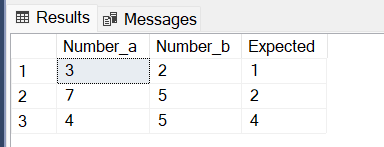 Results Messages
Number_a Number_b Expected
1 3 2 1
2 7 5 2
3 4 5 4